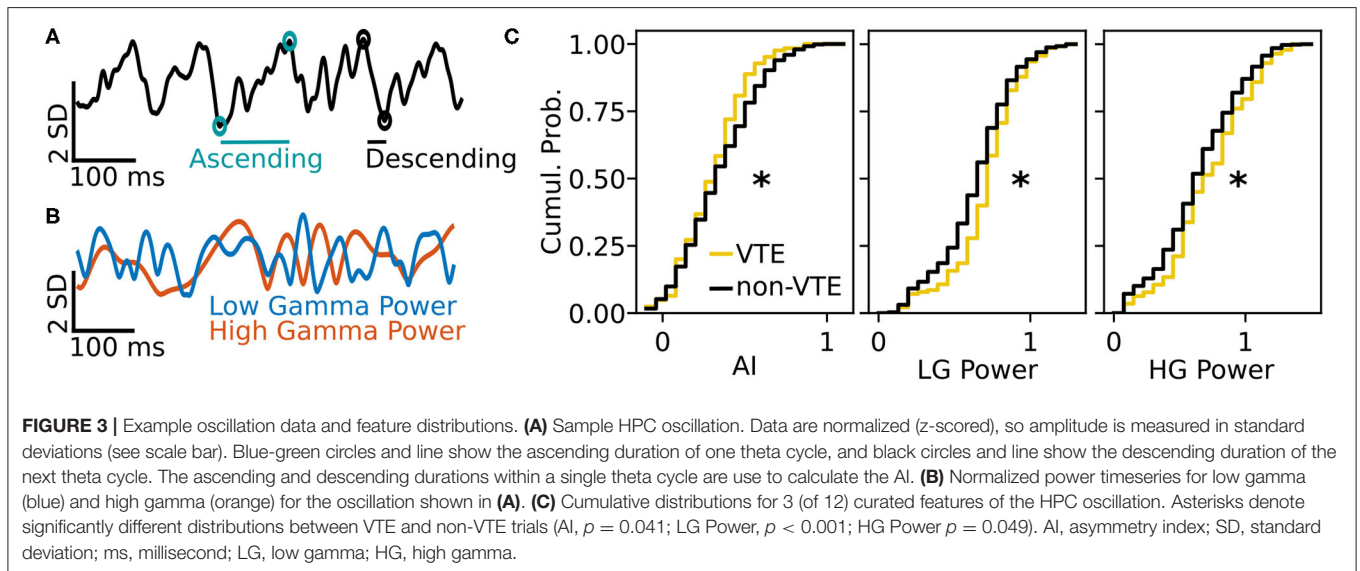 A
2 SD
100 ms
Ascending
Descending
B
2 SD
100 ms
Low Gamma Power
High Gamma Power
C
Cumul. Prob.
1.00
0.75
0.50
0.25
0.00
VTE
non-VTE
*
0 1
AI
*
0 1
LG Power
*
0 1
HG Power
FIGURE 3 | Example oscillation data and feature distributions. (A) Sample HPC oscillation. Data are normalized (z-scored), so amplitude is measured in standard
deviations (see scale bar). Blue-green circles and line show the ascending duration of one theta cycle, and black circles and line show the descending duration of the
next theta cycle. The ascending and descending durations within a single theta cycle are use to calculate the AI. (B) Normalized power timeseries for low gamma
(blue) and high gamma (orange) for the oscillation shown in (A). (C) Cumulative distributions for 3 (of 12) curated features of the HPC oscillation. Asterisks denote
significantly different distributions between VTE and non-VTE trials (AI, p = 0.041; LG Power, p < 0.001; HG Power p = 0.049). AI, asymmetry index; SD, standard
deviation; ms, millisecond; LG, low gamma; HG, high gamma.